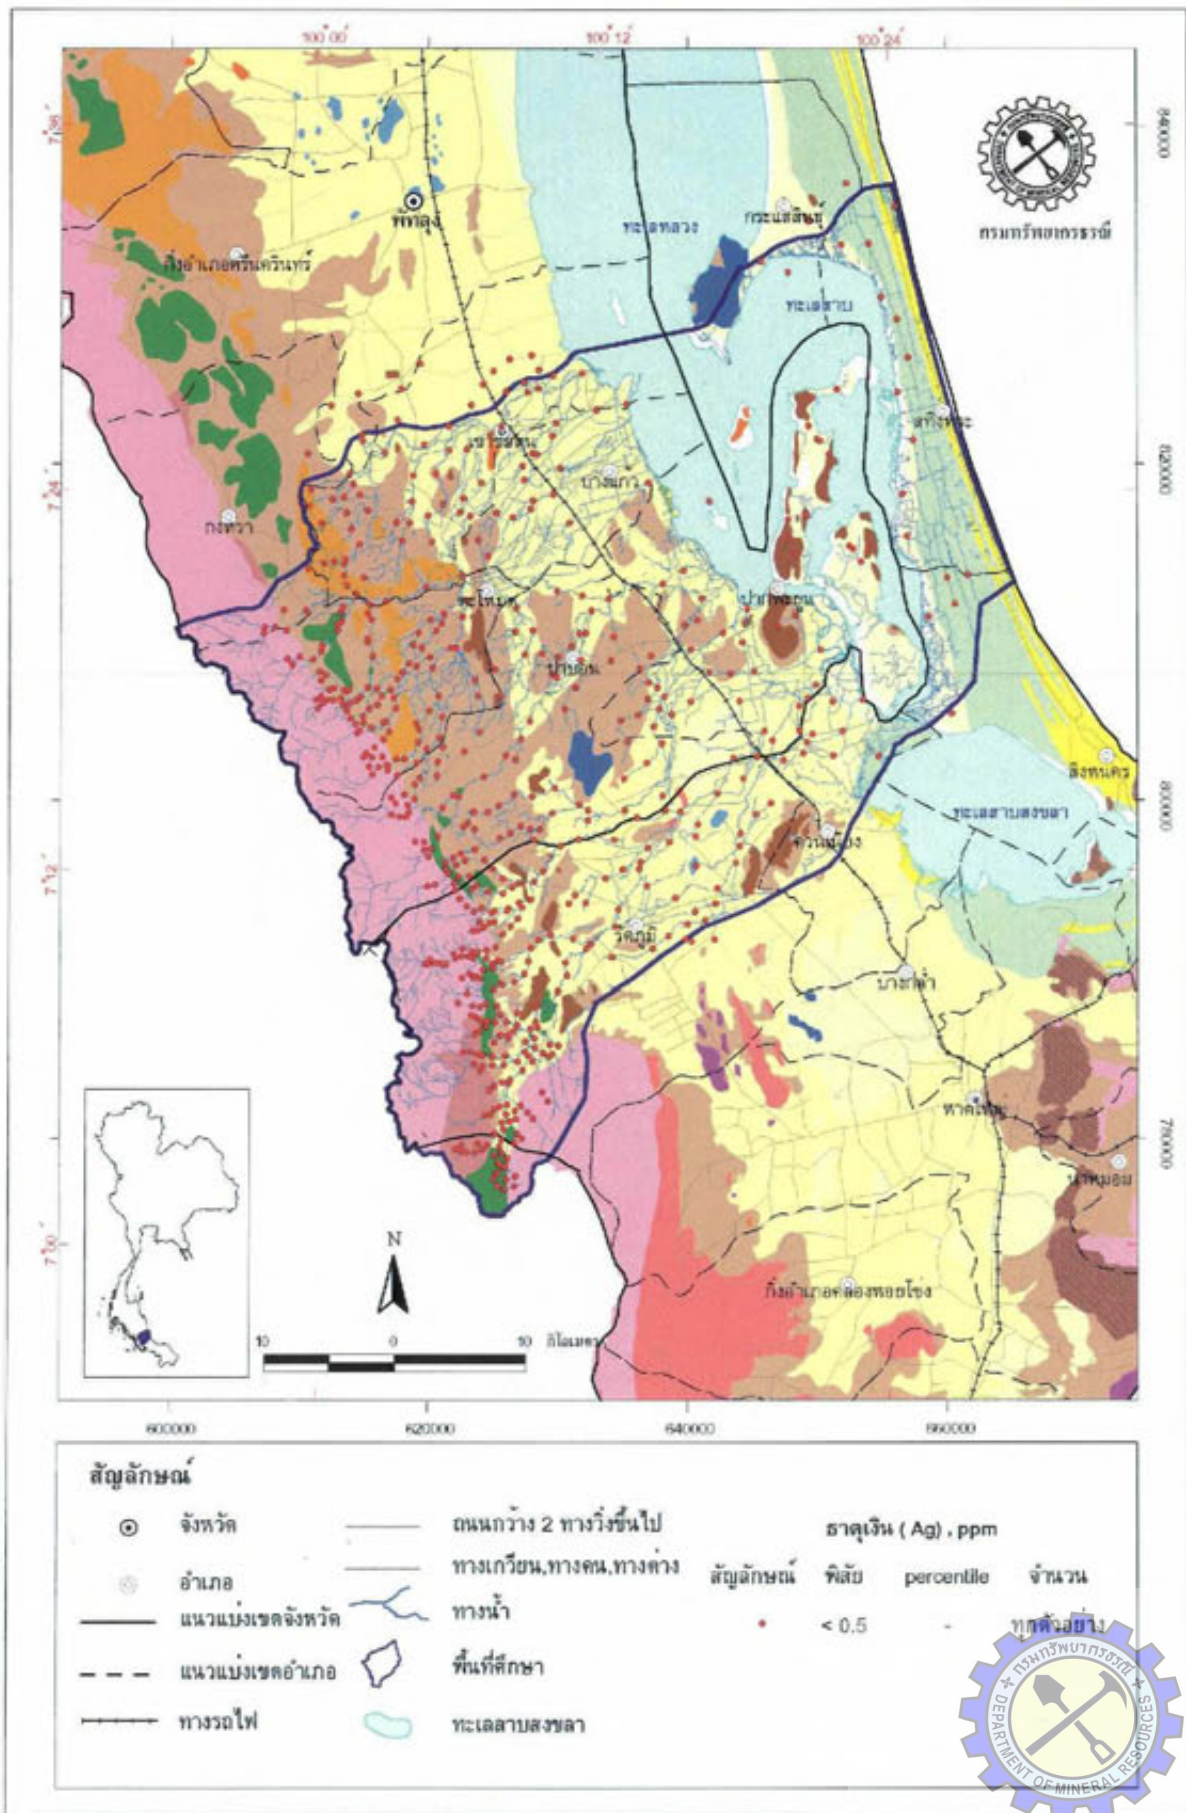 100° 00'
100° 12'
100° 24'
7° 36'
840000
DEPARTMENT OF MINERAL RESOURCES
กรมทรัพยากรธรณี
พัทลุง
ทะเลหลวง
กระแสสินธุ์
กิ่งอำเภอศรีนครินทร์
ทะเลสาบ
สทิงพระ
เขาชัยสน
บางแก้ว
7° 24'
820000
กงหรา
ตะโหมด
ปากพะยูน
ป่าบอน
สิงหนคร
ทะเลสาบสงขลา
800000
ควนเนียง
7° 12'
รัตภูมิ
บางกล่ำ
หาดใหญ่
780000
นาหม่อม
7° 00'
N
กิ่งอำเภอคลองหอยโข่ง
10
0
10 กิโลเมตร
600000
620000
640000
660000
สัญลักษณ์
จังหวัด
อำเภอ
แนวแบ่งเขตจังหวัด
แนวแบ่งเขตอำเภอ
ทางรถไฟ
ถนนกว้าง 2 ทางวิ่งขึ้นไป
ทางเกวียน,ทางคน,ทางต่าง
ทางน้ำ
พื้นที่ศึกษา
ทะเลสาบสงขลา
ธาตุเงิน ( Ag) , ppm
สัญลักษณ์ พิสัย percentile จำนวน
< 0.5 - ทุกตัวอย่าง
กรมทรัพยากรธรณี
DEPARTMENT OF MINERAL RESOURCES